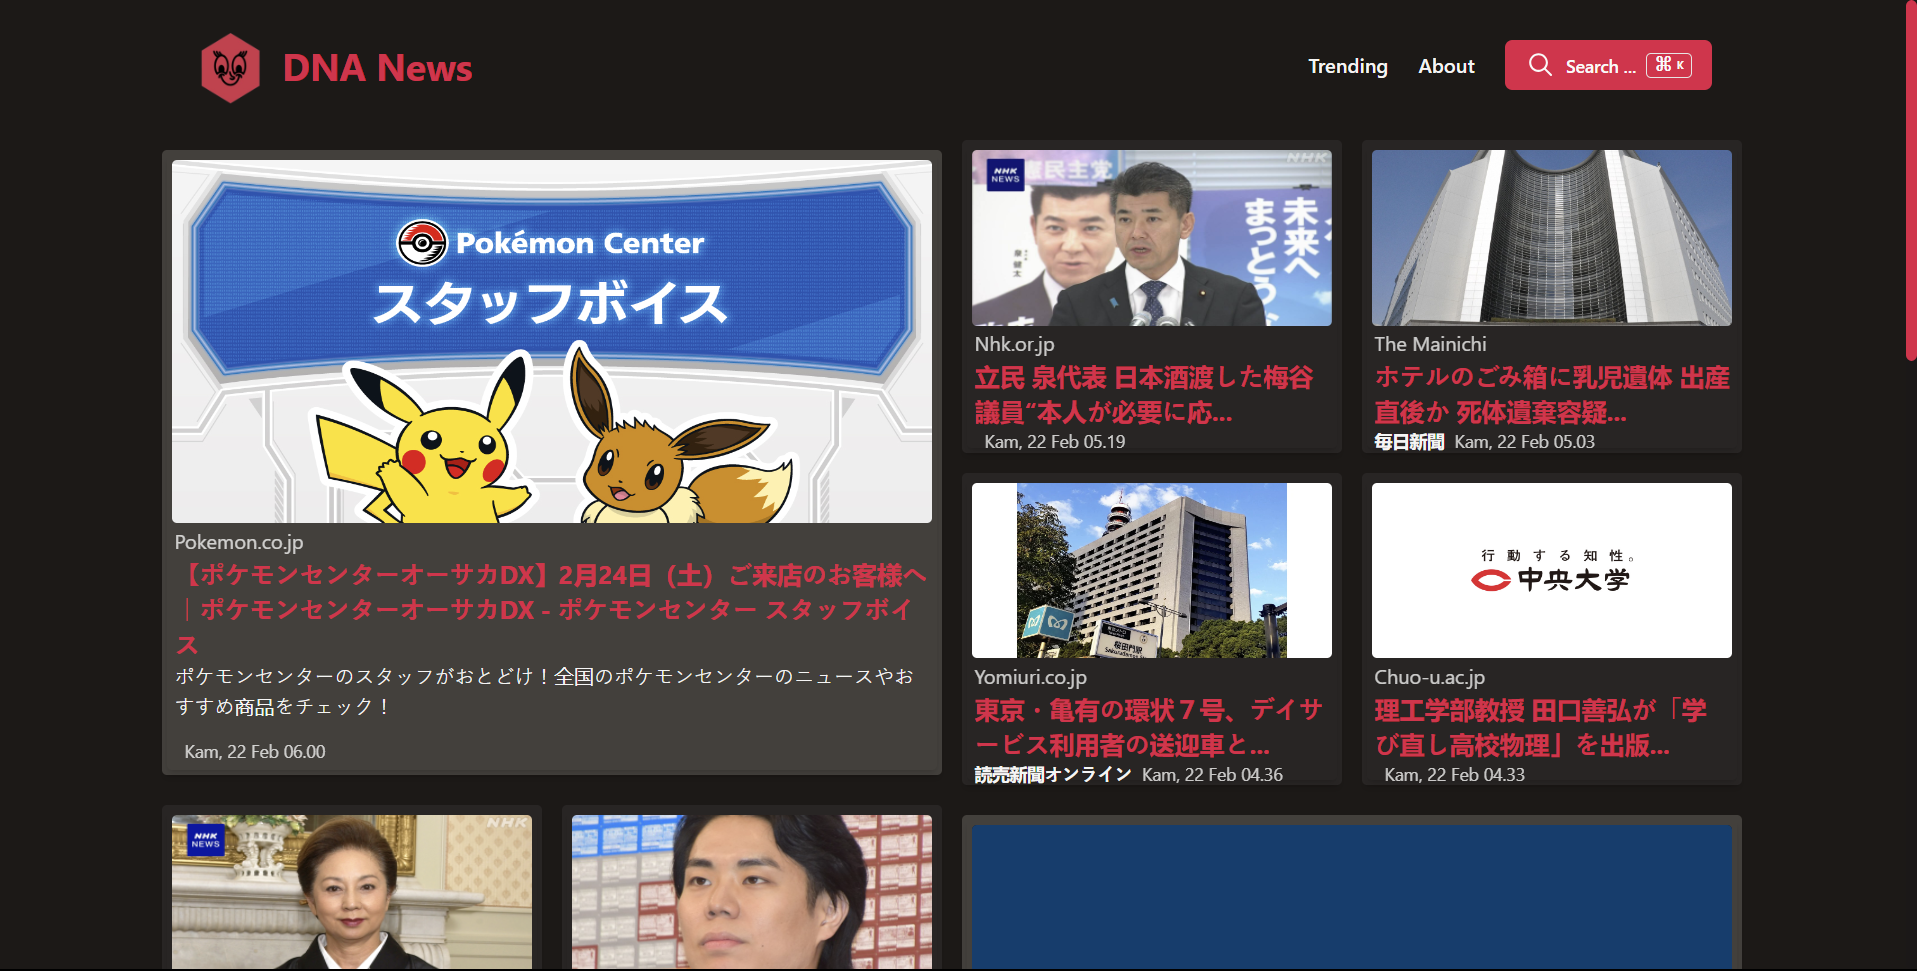 DNA News
Trending
About
Search ...
⌘ K
Pokémon Center
スタッフボイス
Pokemon.co.jp
【ポケモンセンターオーサカDX】2月24日（土）ご来店のお客様へ
｜ポケモンセンターオーサカDX - ポケモンセンター スタッフボイ
ス
ポケモンセンターのスタッフがおとどけ！全国のポケモンセンターのニュースやお
すすめ商品をチェック！
Kam, 22 Feb 06.00
NHK
NEWS
憲民主党
NHK
未来へ
まっとう
泉健太
Nhk.or.jp
立民 泉代表 日本酒渡した梅谷
議員“本人が必要に応...
Kam, 22 Feb 05.19
The Mainichi
ホテルのごみ箱に乳児遺体 出産
直後か 死体遺棄容疑...
毎日新聞 Kam, 22 Feb 05.03
桜田門駅
Yomiuri.co.jp
東京・亀有の環状７号、デイサ
ービス利用者の送迎車と...
読売新聞オンライン Kam, 22 Feb 04.36
行動する知性。
中央大学
Chuo-u.ac.jp
理工学部教授 田口善弘が「学
び直し高校物理」を出版...
Kam, 22 Feb 04.33
NHK
NEWS
NHK